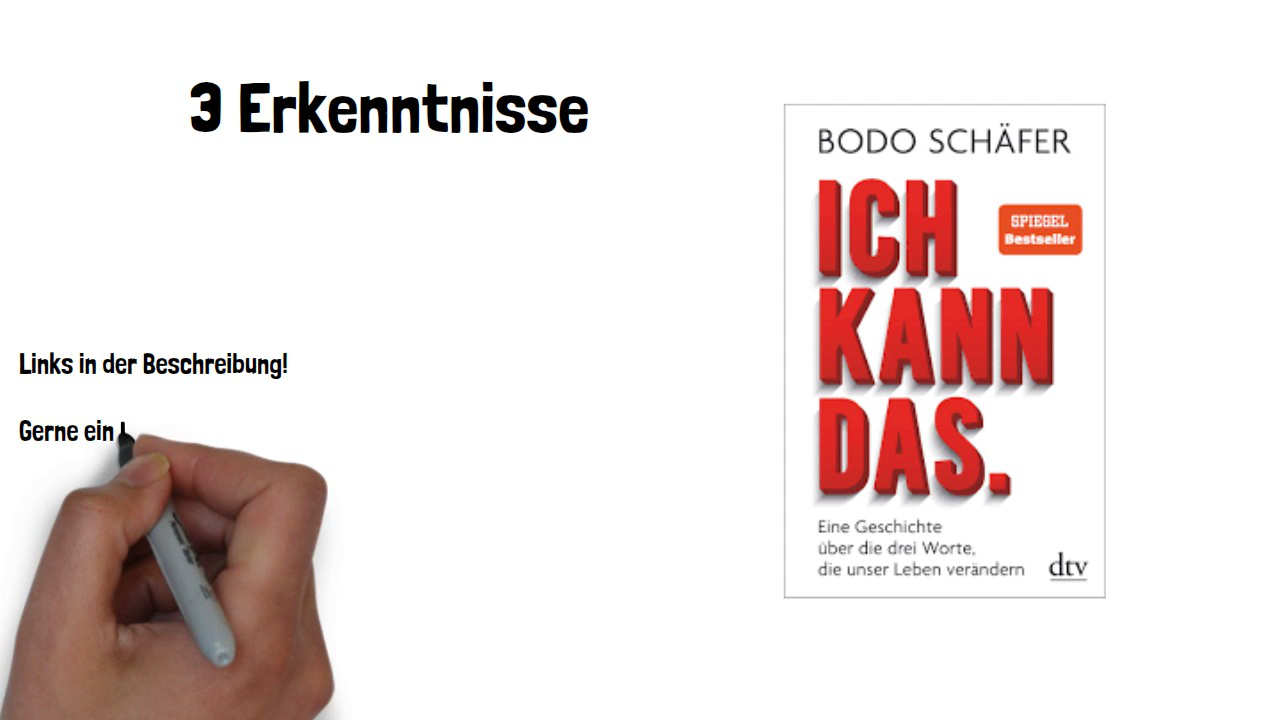 3 Erkenntnisse
Links in der Beschreibung!
Gerne ein
BODO SCHÄFER
ICH
KANN
DAS.
SPIEGEL
Bestseller
Eine Geschichte
über die drei Worte,
die unser Leben verändern
dtv